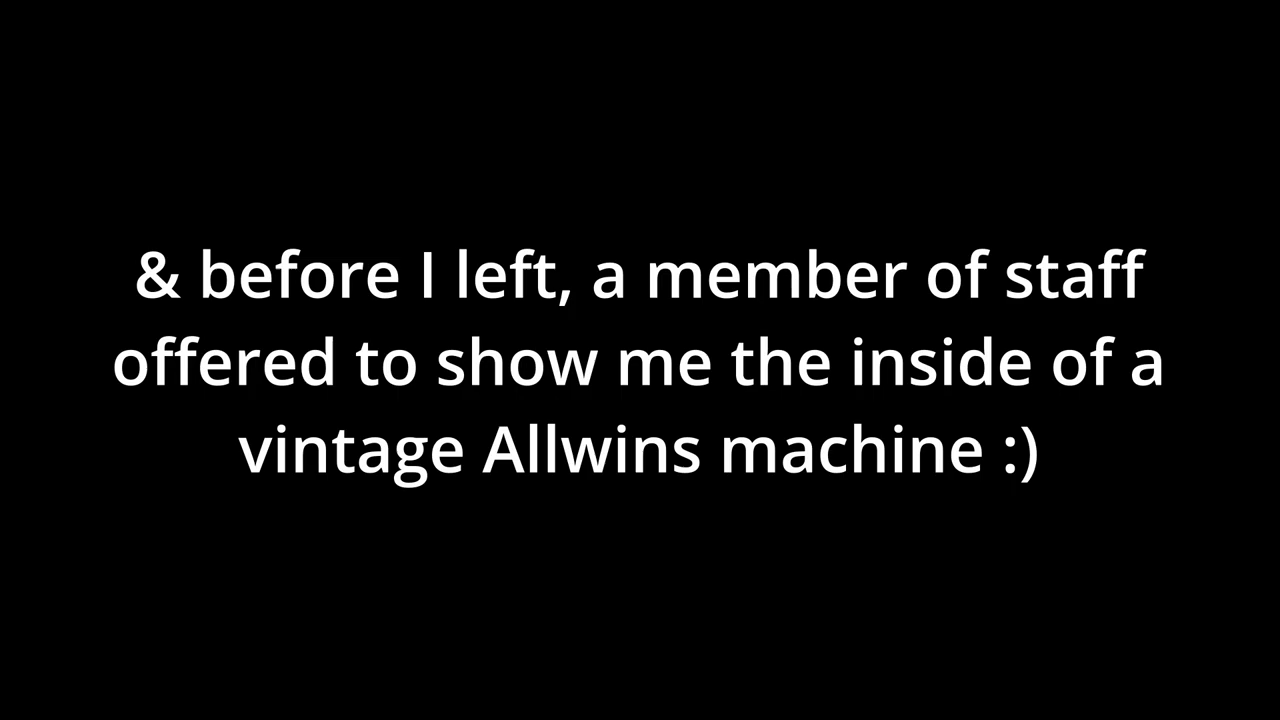 & before I left, a member of staff
offered to show me the inside of a
vintage Allwins machine :)